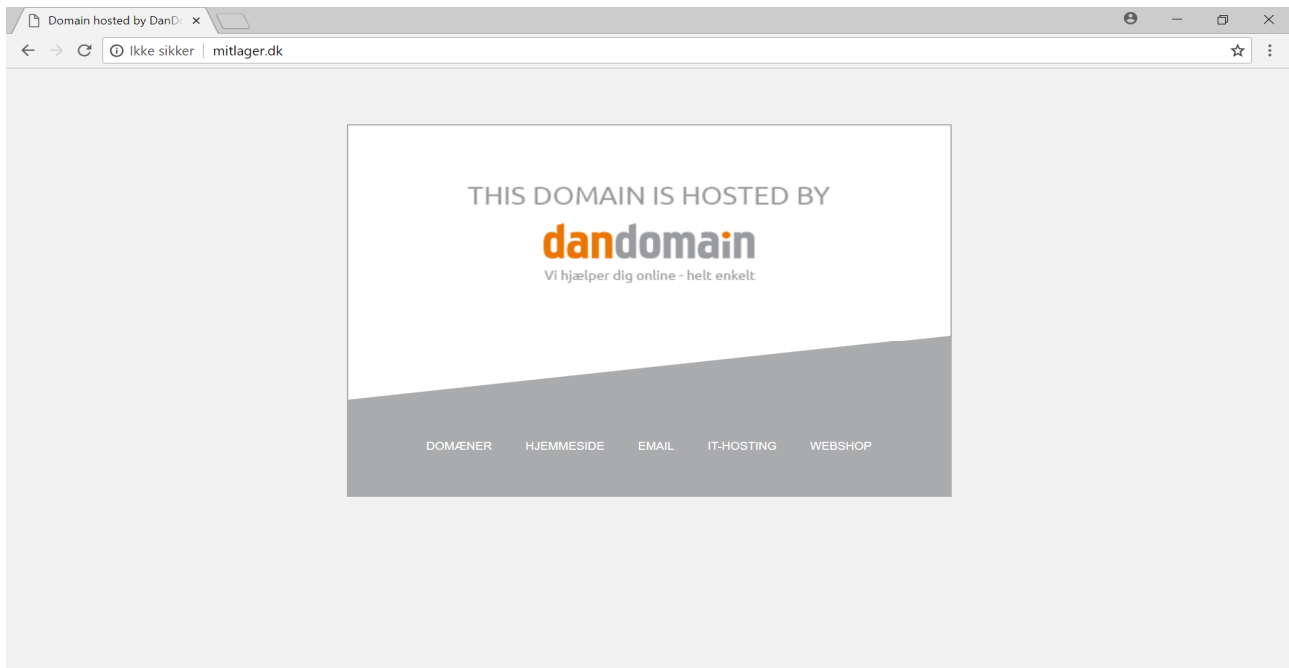 Domain hosted by DanD
Ikke sikker mitlager.dk
THIS DOMAIN IS HOSTED BY
dandomain
Vi hjælper dig online - helt enkelt
DOMÆNER HJEMMESIDE EMAIL IT-HOSTING WEBSHOP